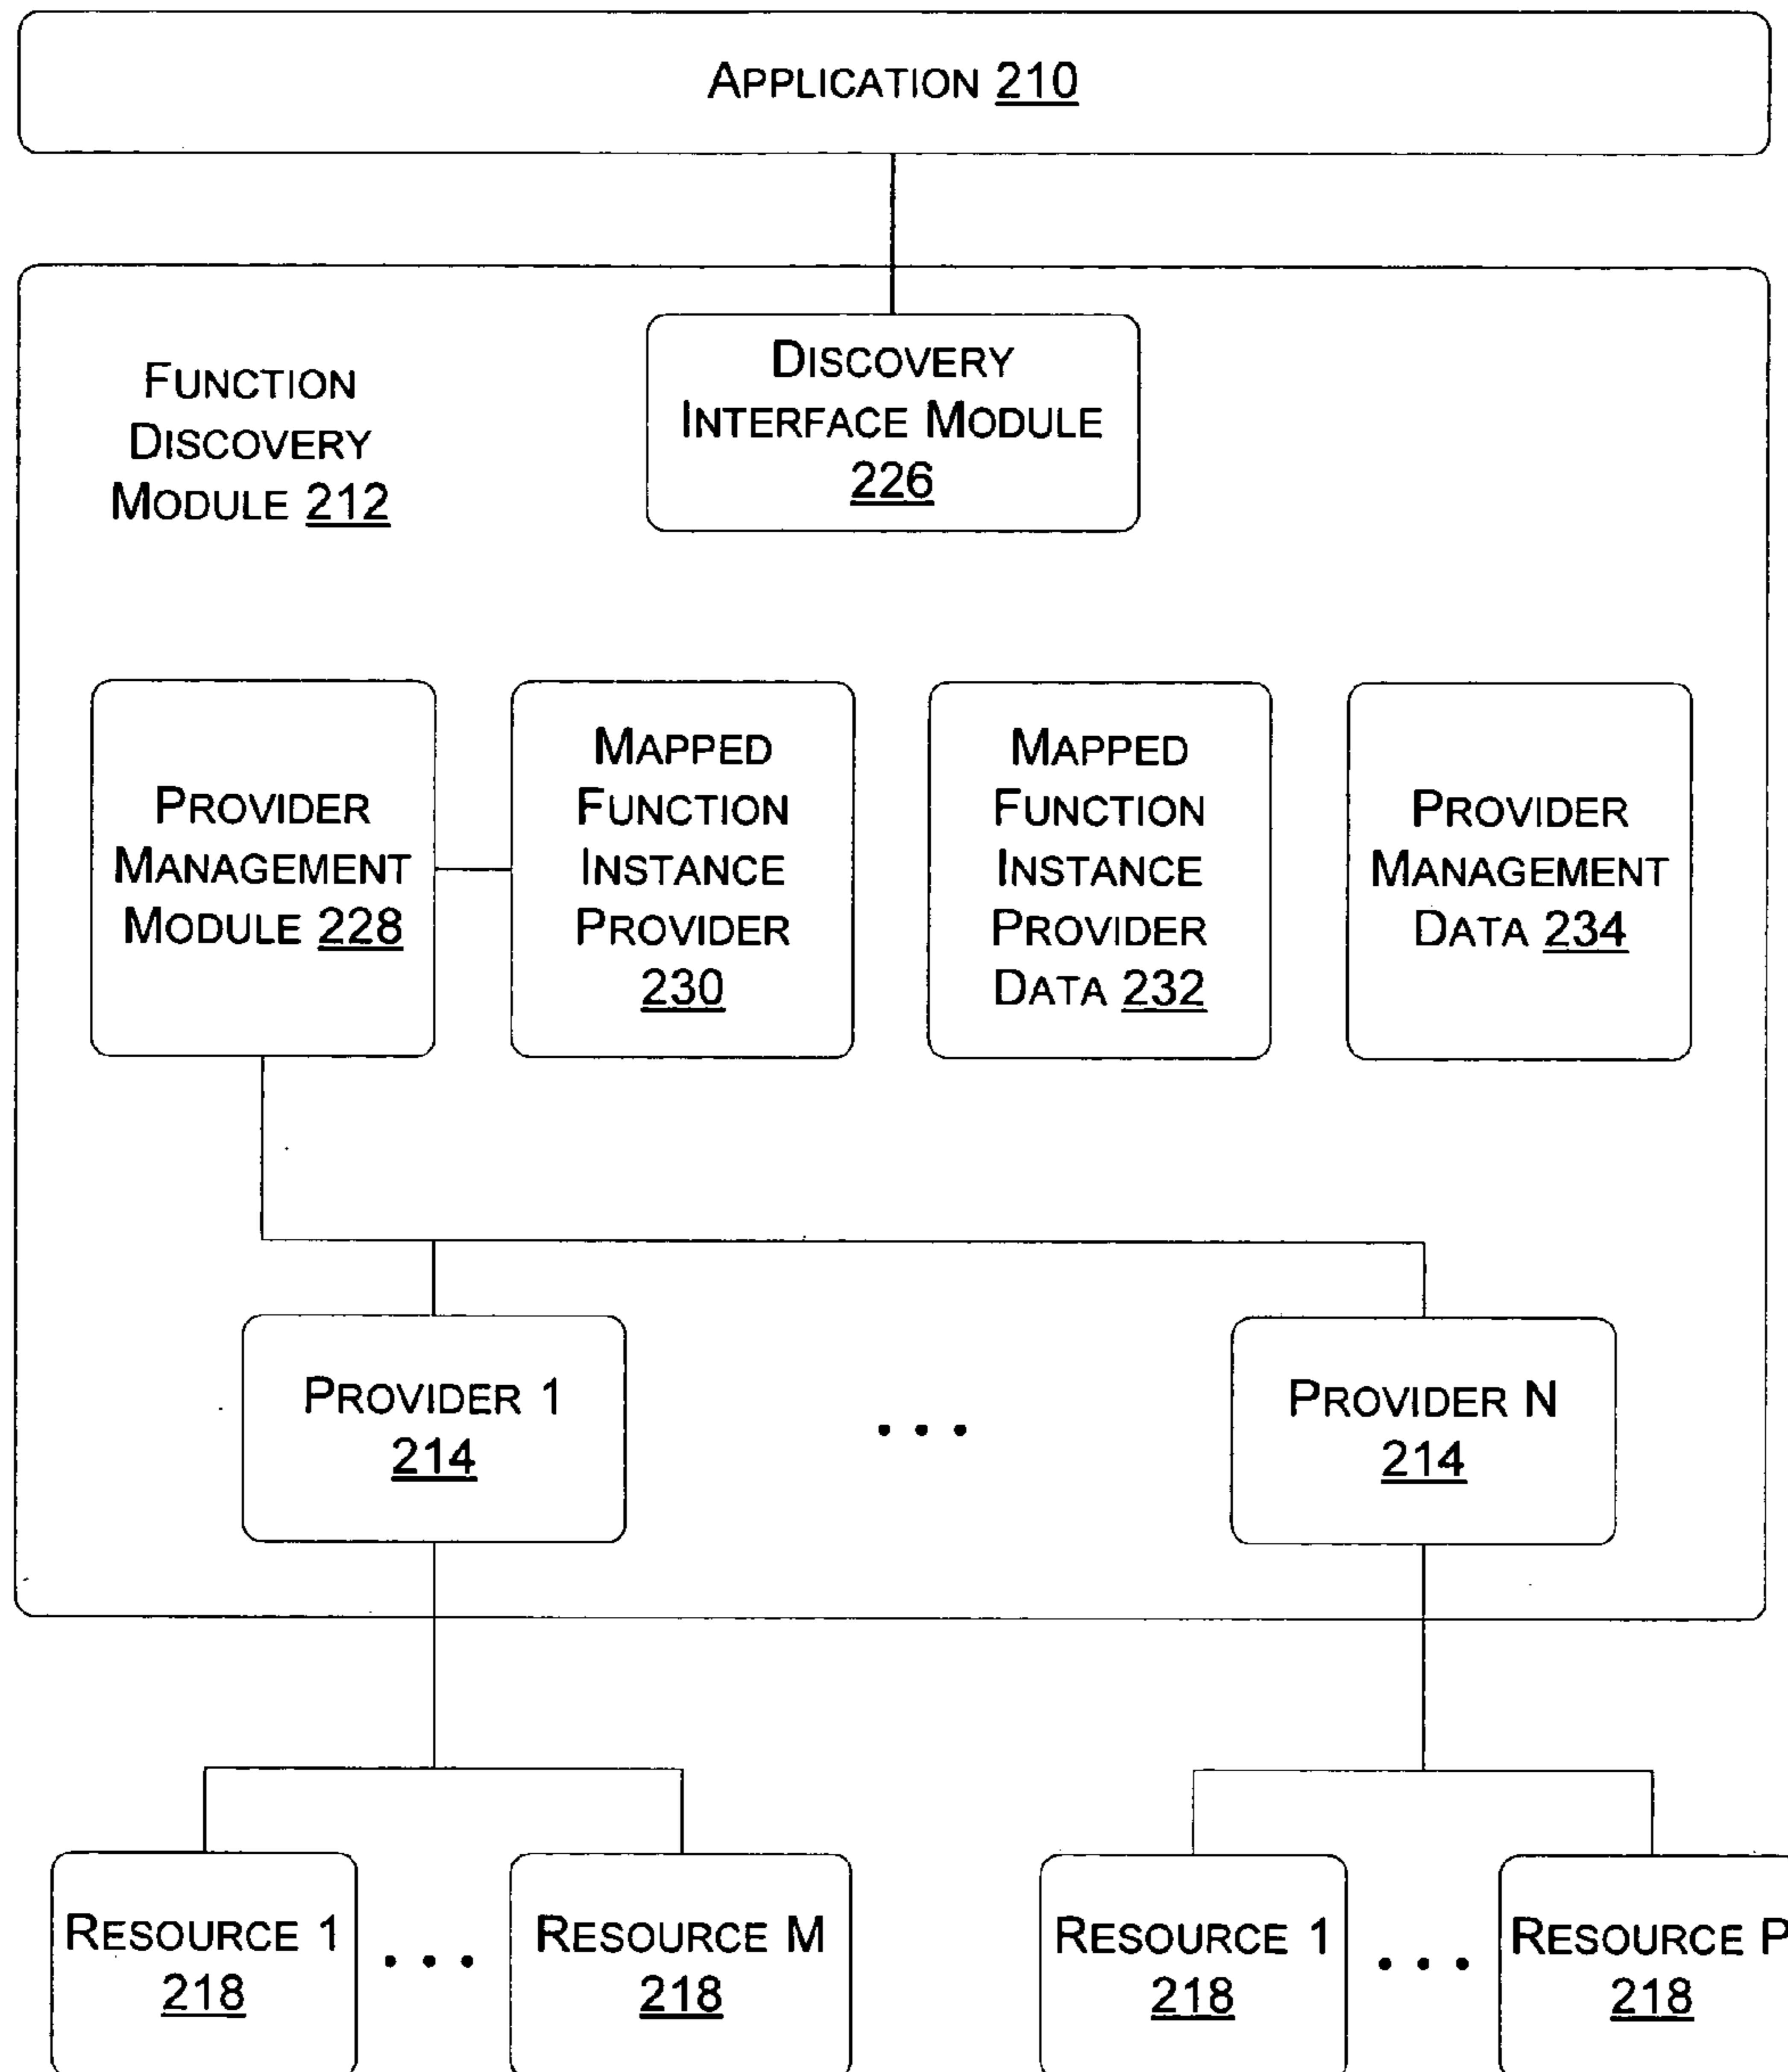 APPLICATION 210
FUNCTION
DISCOVERY
MODULE 212
DISCOVERY
INTERFACE MODULE
226
PROVIDER
MANAGEMENT
MODULE 228
MAPPED
FUNCTION
INSTANCE
PROVIDER
230
MAPPED
FUNCTION
INSTANCE
PROVIDER
DATA 232
PROVIDER
MANAGEMENT
DATA 234
PROVIDER 1
214
• • •
PROVIDER N
214
RESOURCE 1
218
• • •
RESOURCE M
218
RESOURCE 1
218
• • •
RESOURCE P
218